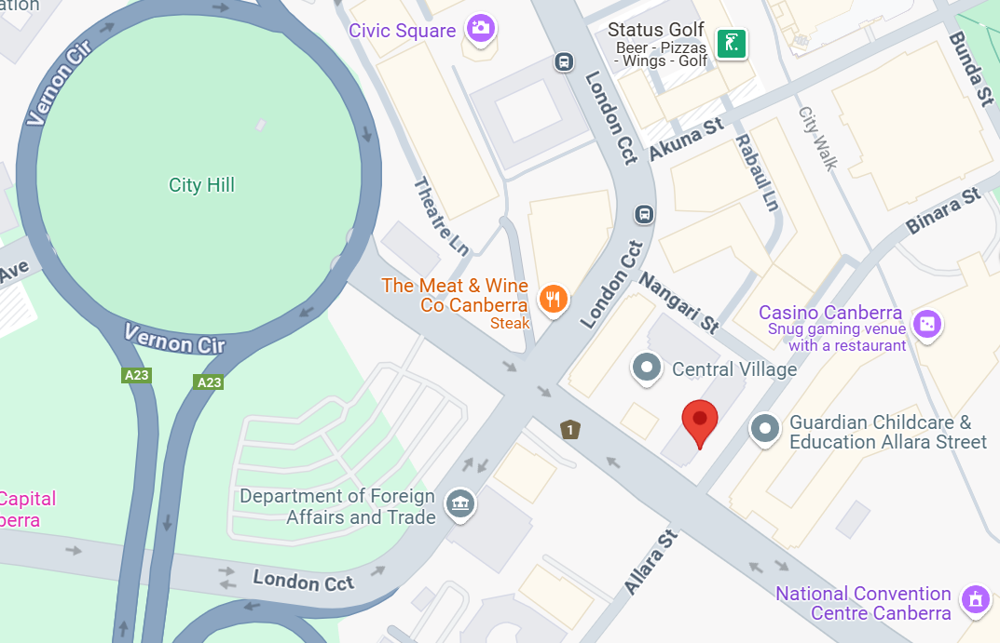 ation
Civic Square
Status Golf
Beer - Pizzas
- Wings - Golf
Bunda St
Vernon Cir
London Cct
Akuna St
City Walk
Rabaul Ln
City Hill
Theatre Ln
Binara St
Ave
London Cct
Nangari St
The Meat & Wine
Co Canberra
Steak
Casino Canberra
Snug gaming venue
with a restaurant
Vernon Cir
A23
A23
Central Village
1
Guardian Childcare &
Education Allara Street
Capital
berra
Department of Foreign
Affairs and Trade
Allara St
London Cct
National Convention
Centre Canberra